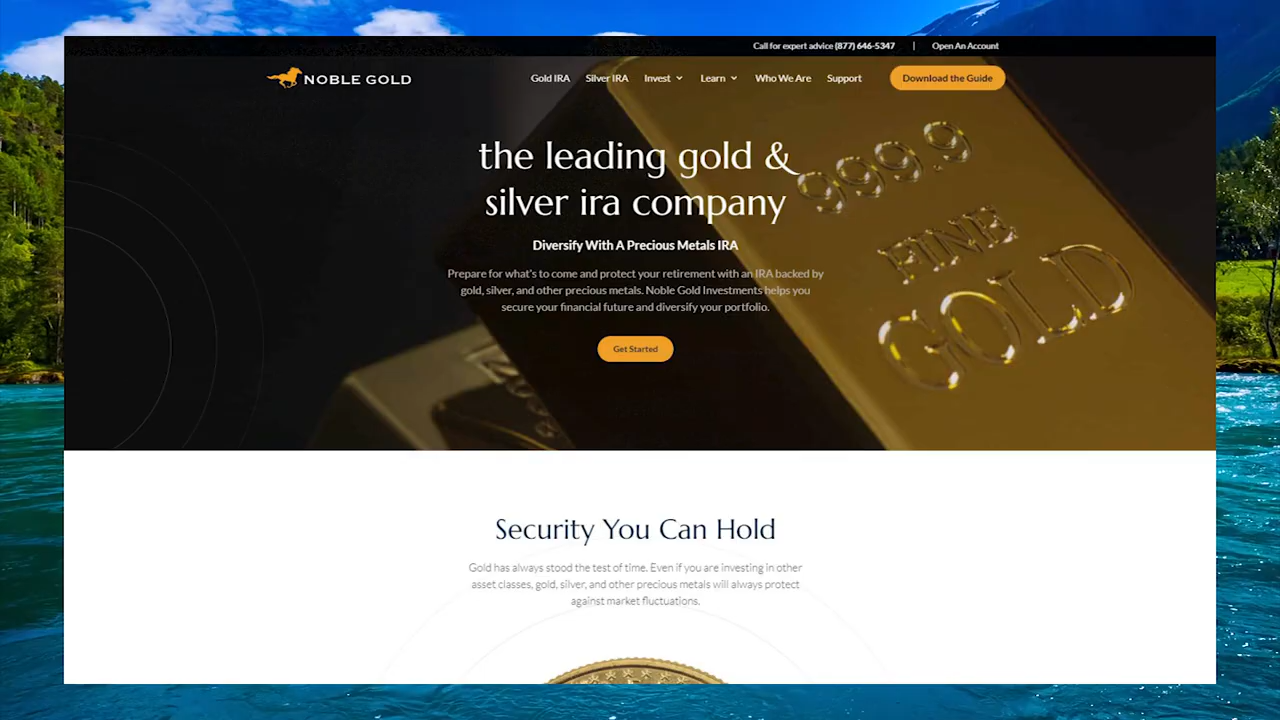 Call for expert advice (877) 646-5347 | Open An Account
NOBLE GOLD
Gold IRA Silver IRA Invest Learn Who We Are Support Download the Guide
the leading gold &
silver ira company
Diversify With A Precious Metals IRA
Prepare for what's to come and protect your retirement with an IRA backed by
gold, silver, and other precious metals. Noble Gold Investments helps you
secure your financial future and diversify your portfolio.
Get Started
999.9
FINE
GOLD
Security You Can Hold
Gold has always stood the test of time. Even if you are investing in other
asset classes, gold, silver, and other precious metals will always protect
against market fluctuations.